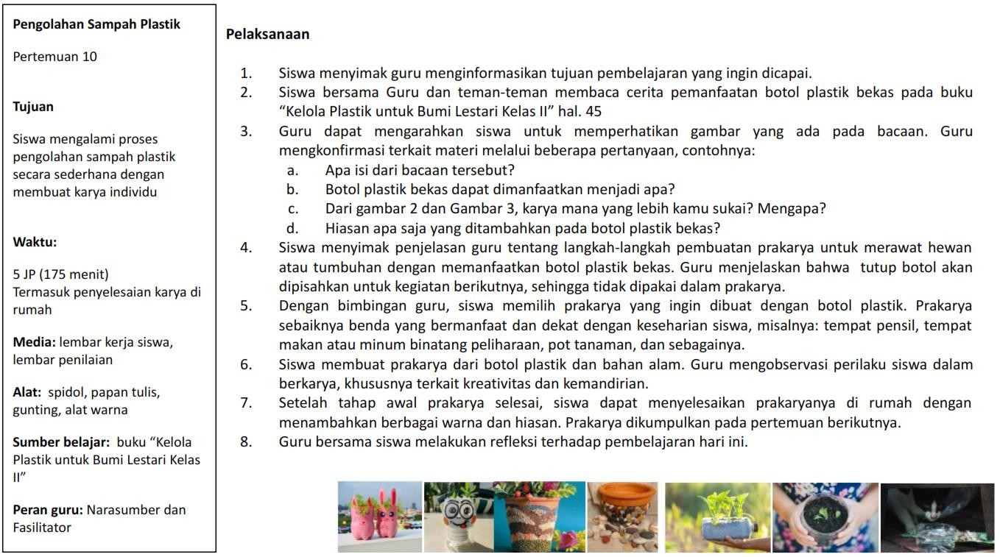 Pengolahan Sampah Plastik
Pertemuan 10
Tujuan
Siswa mengalami proses
pengolahan sampah plastik
secara sederhana dengan
membuat karya individu
Waktu:
5 JP (175 menit)
Termasuk penyelesaian karya di
rumah
Media: lembar kerja siswa,
lembar penilaian
Alat: spidol, papan tulis,
gunting, alat warna
Sumber belajar: buku “Kelola
Plastik untuk Bumi Lestari Kelas
II”
Peran guru: Narasumber dan
Fasilitator
Pelaksanaan
1. Siswa menyimak guru menginformasikan tujuan pembelajaran yang ingin dicapai.
2. Siswa bersama Guru dan teman-teman membaca cerita pemanfaatan botol plastik bekas pada buku
“Kelola Plastik untuk Bumi Lestari Kelas II” hal. 45
3. Guru dapat mengarahkan siswa untuk memperhatikan gambar yang ada pada bacaan. Guru
mengkonfirmasi terkait materi melalui beberapa pertanyaan, contohnya:
a. Apa isi dari bacaan tersebut?
b. Botol plastik bekas dapat dimanfaatkan menjadi apa?
c. Dari gambar 2 dan Gambar 3, karya mana yang lebih kamu sukai? Mengapa?
d. Hiasan apa saja yang ditambahkan pada botol plastik bekas?
4. Siswa menyimak penjelasan guru tentang langkah-langkah pembuatan prakarya untuk merawat hewan
atau tumbuhan dengan memanfaatkan botol plastik bekas. Guru menjelaskan bahwa tutup botol akan
dipisahkan untuk kegiatan berikutnya, sehingga tidak dipakai dalam prakarya.
5. Dengan bimbingan guru, siswa memilih prakarya yang ingin dibuat dengan botol plastik. Prakarya
sebaiknya benda yang bermanfaat dan dekat dengan keseharian siswa, misalnya: tempat pensil, tempat
makan atau minum binatang peliharaan, pot tanaman, dan sebagainya.
6. Siswa membuat prakarya dari botol plastik dan bahan alam. Guru mengobservasi perilaku siswa dalam
berkarya, khususnya terkait kreativitas dan kemandirian.
7. Setelah tahap awal prakarya selesai, siswa dapat menyelesaikan prakaryanya di rumah dengan
menambahkan berbagai warna dan hiasan. Prakarya dikumpulkan pada pertemuan berikutnya.
8. Guru bersama siswa melakukan refleksi terhadap pembelajaran hari ini.